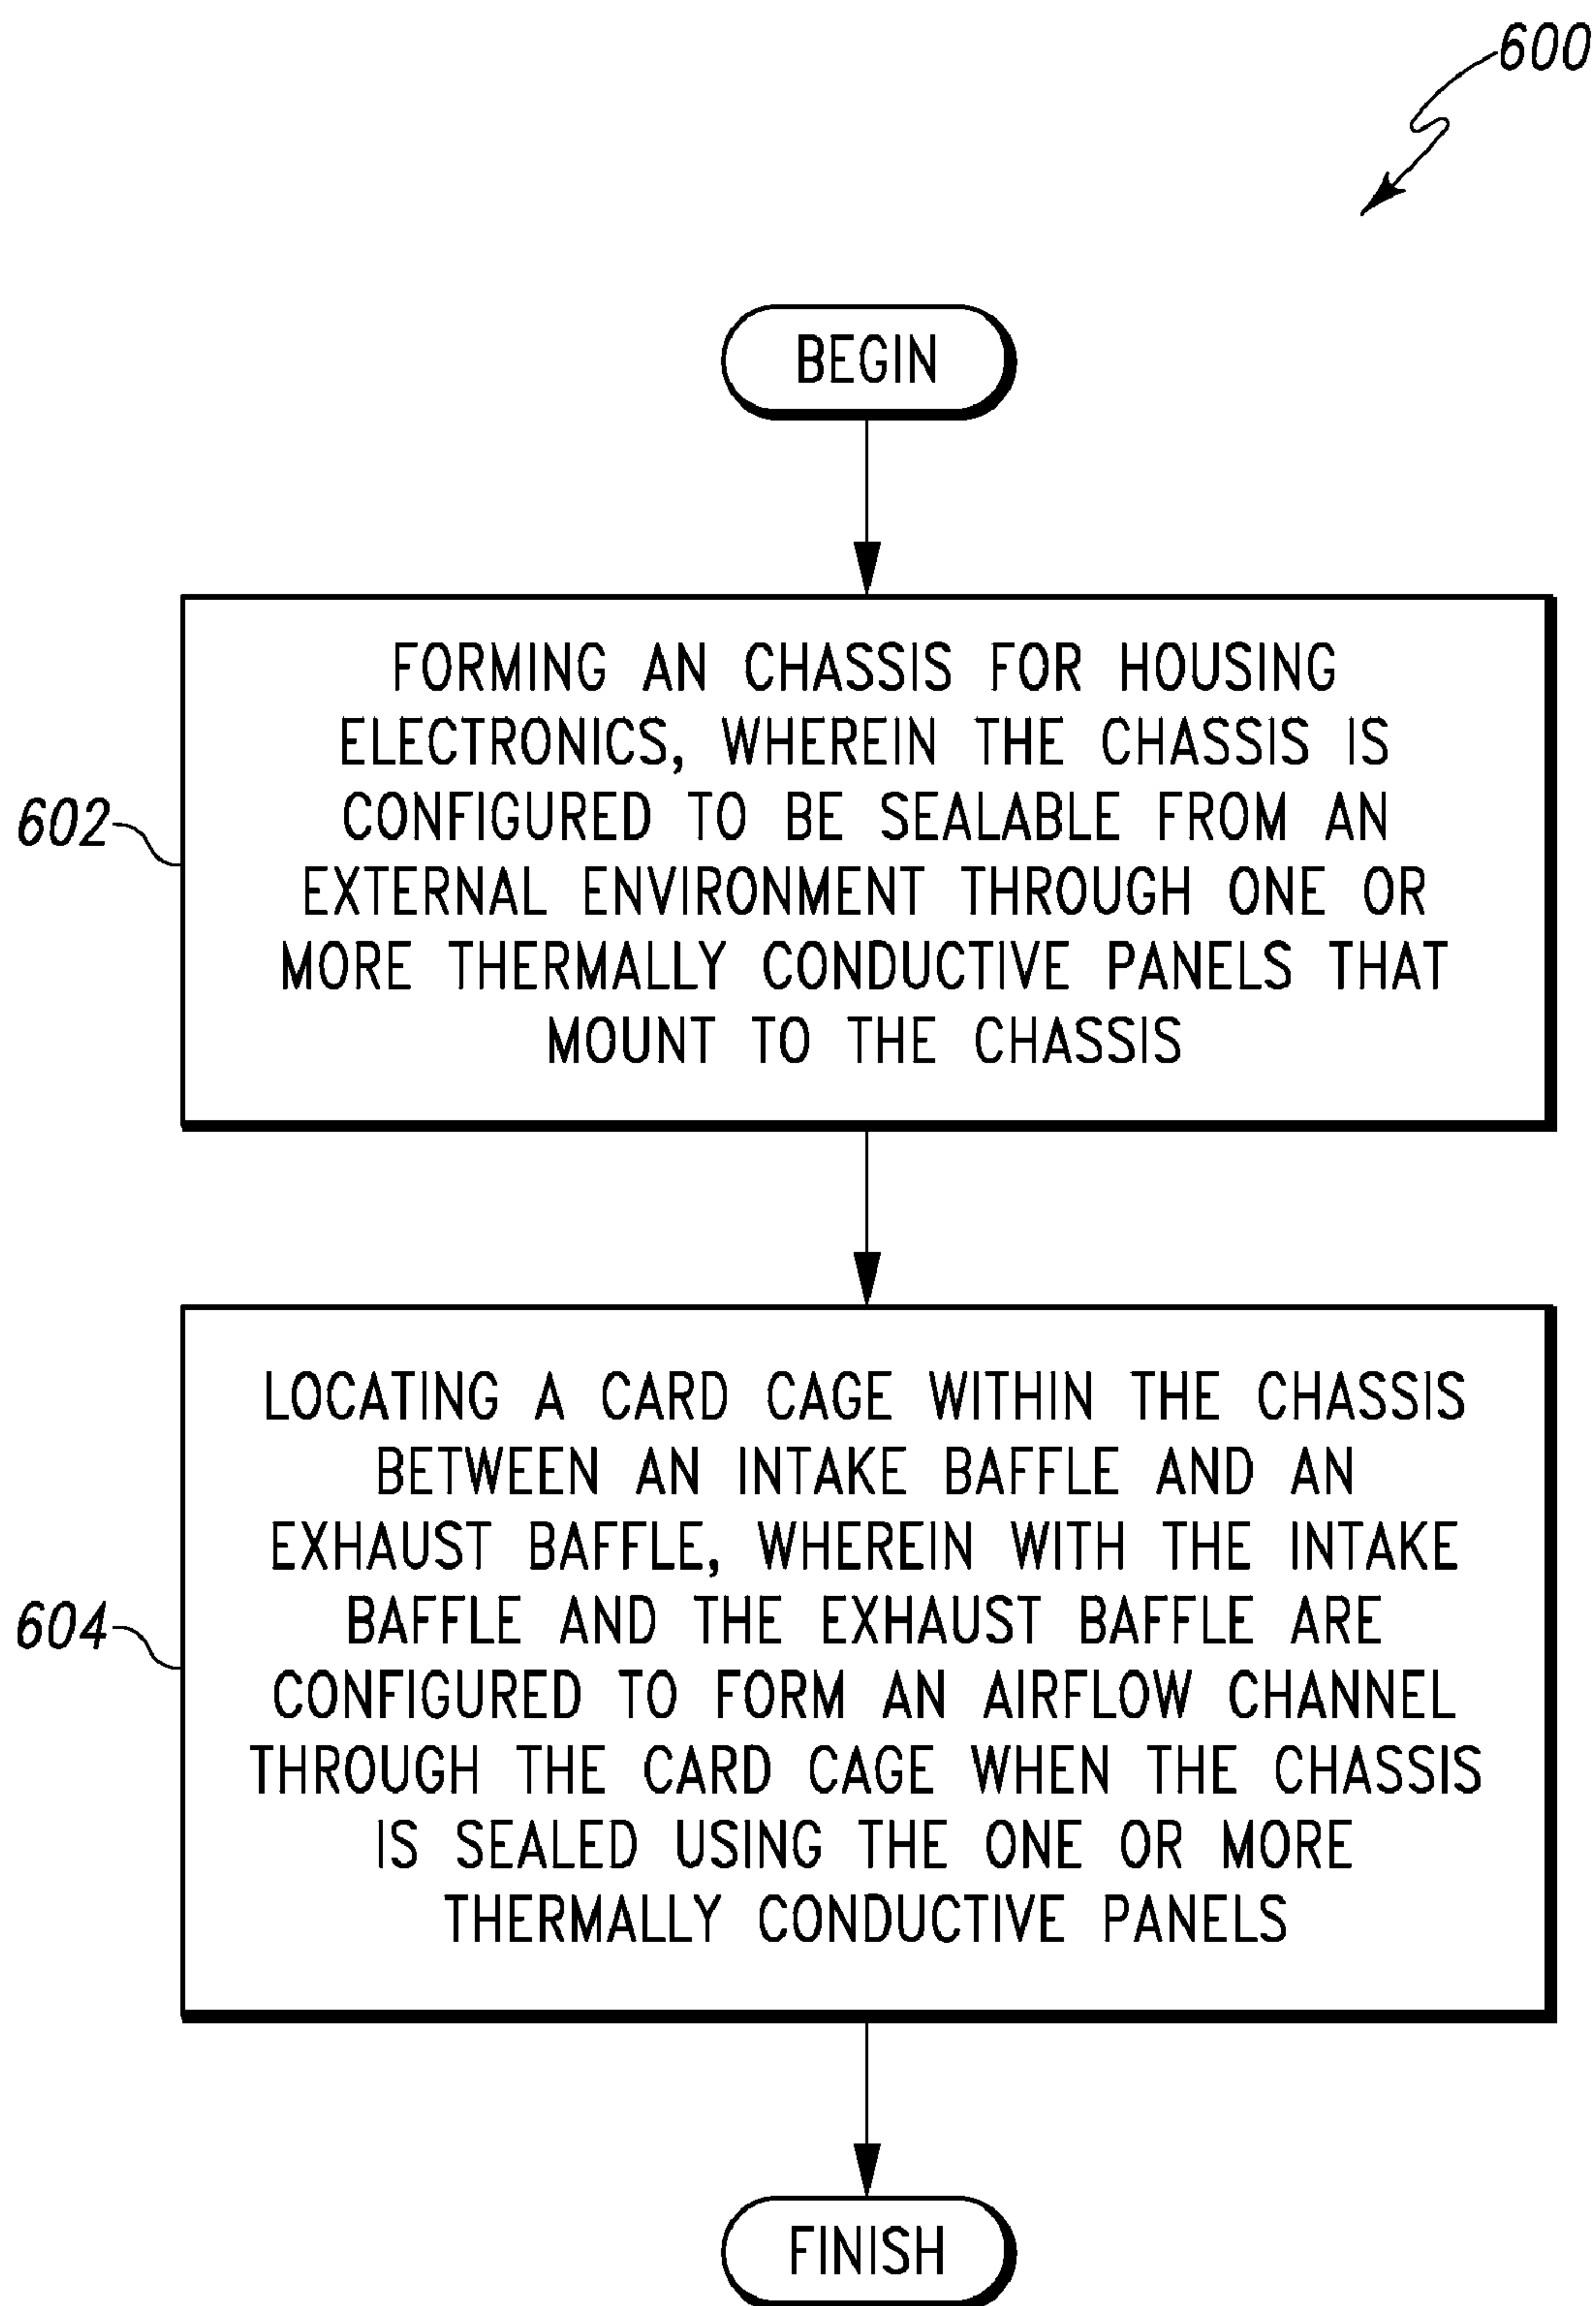 600
BEGIN
602
FORMING AN CHASSIS FOR HOUSING
ELECTRONICS, WHEREIN THE CHASSIS IS
CONFIGURED TO BE SEALABLE FROM AN
EXTERNAL ENVIRONMENT THROUGH ONE OR
MORE THERMALLY CONDUCTIVE PANELS THAT
MOUNT TO THE CHASSIS
604
LOCATING A CARD CAGE WITHIN THE CHASSIS
BETWEEN AN INTAKE BAFFLE AND AN
EXHAUST BAFFLE, WHEREIN WITH THE INTAKE
BAFFLE AND THE EXHAUST BAFFLE ARE
CONFIGURED TO FORM AN AIRFLOW CHANNEL
THROUGH THE CARD CAGE WHEN THE CHASSIS
IS SEALED USING THE ONE OR MORE
THERMALLY CONDUCTIVE PANELS
FINISH